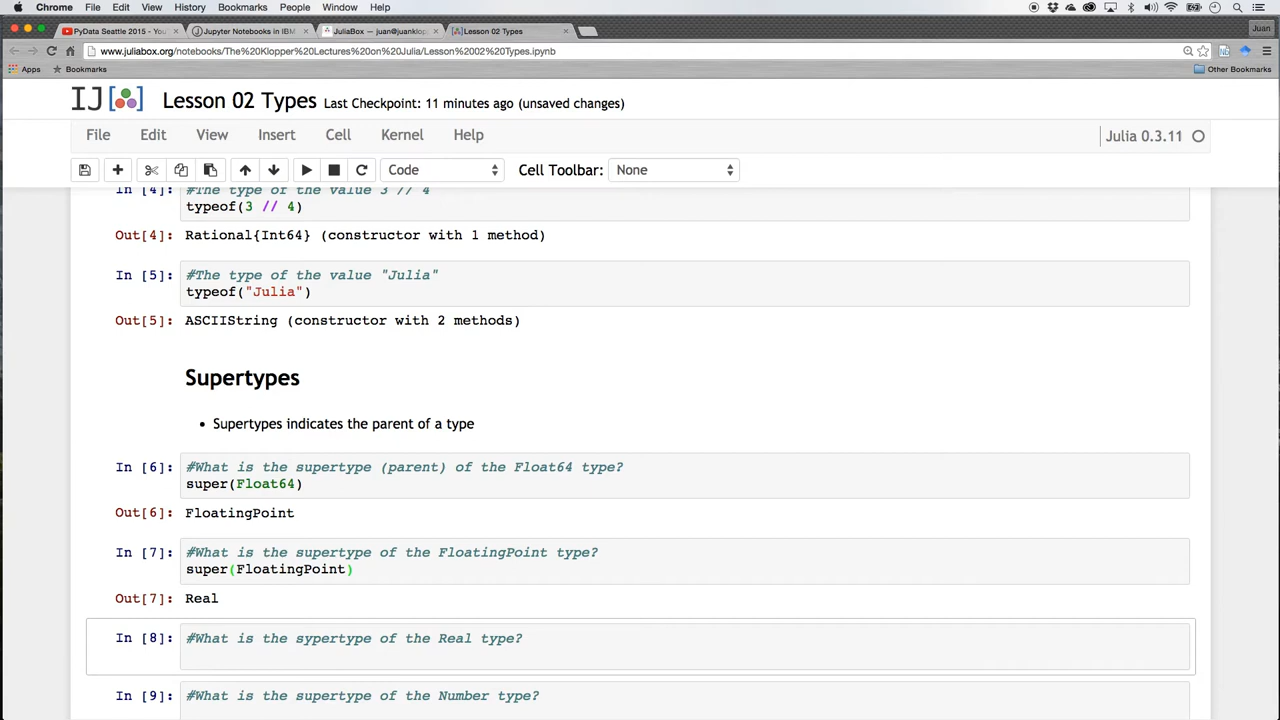 Chrome File Edit View History Bookmarks People Window Help
PyData Seattle 2015 - You
Jupyter Notebooks in IBM
JuliaBox — juan@juanklop
Lesson 02 Types
Juan
www.juliabox.org/notebooks/The%20Klopper%20Lectures%20on%20Julia/Lesson%2002%20Types.ipynb
Apps Bookmarks Other Bookmarks
IJ Lesson 02 Types Last Checkpoint: 11 minutes ago (unsaved changes)
File Edit View Insert Cell Kernel Help Julia 0.3.11
Code Cell Toolbar: None
In [4]: #The type of the value 3 // 4
typeof(3 // 4)
Out[4]: Rational{Int64} (constructor with 1 method)
In [5]: #The type of the value "Julia"
typeof("Julia")
Out[5]: ASCIIString (constructor with 2 methods)
Supertypes
• Supertypes indicates the parent of a type
In [6]: #What is the supertype (parent) of the Float64 type?
super(Float64)
Out[6]: FloatingPoint
In [7]: #What is the supertype of the FloatingPoint type?
super(FloatingPoint)
Out[7]: Real
In [8]: #What is the sypertype of the Real type?
In [9]: #What is the supertype of the Number type?